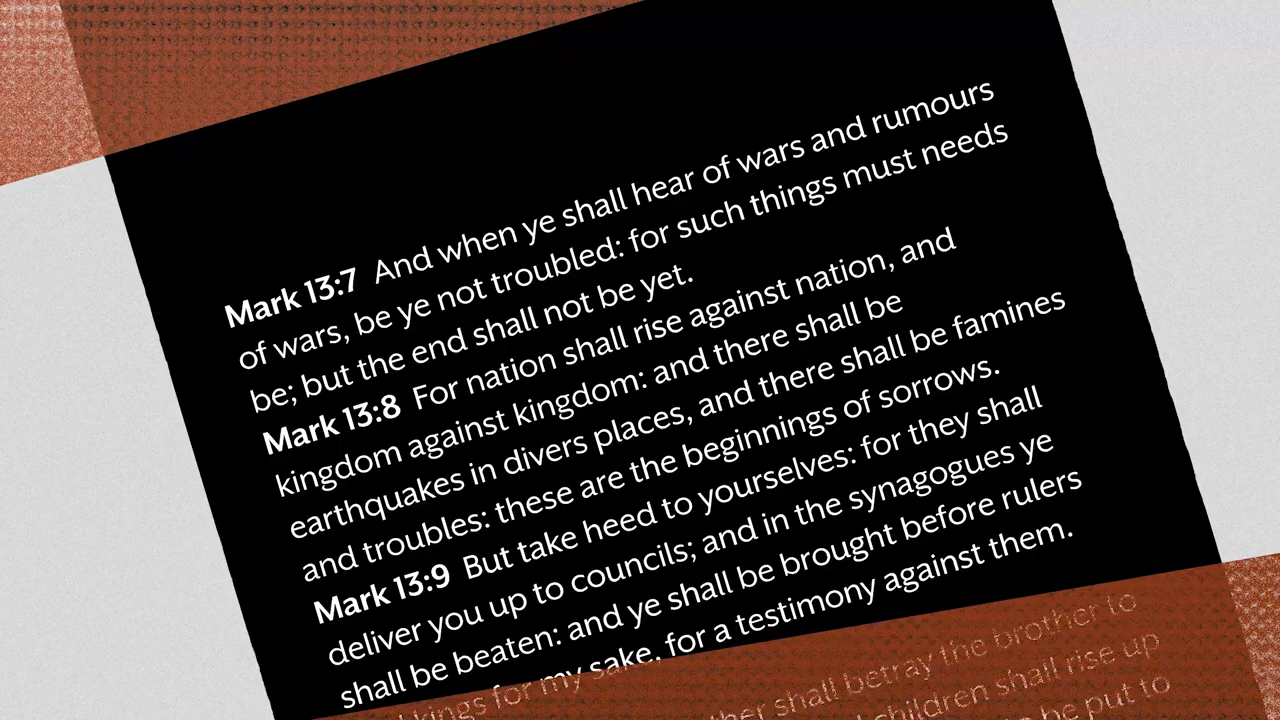 Mark 13:7 And when ye shall hear of wars and rumours
of wars, be ye not troubled: for such things must needs
be; but the end shall not be yet.
Mark 13:8 For nation shall rise against nation, and
kingdom against kingdom: and there shall be
earthquakes in divers places, and there shall be famines
and troubles: these are the beginnings of sorrows.
Mark 13:9 But take heed to yourselves: for they shall
deliver you up to councils; and in the synagogues ye
shall be beaten: and ye shall be brought before rulers
kings for my sake, for a testimony against them.
shall betray the brother to
children shall rise up
be put to